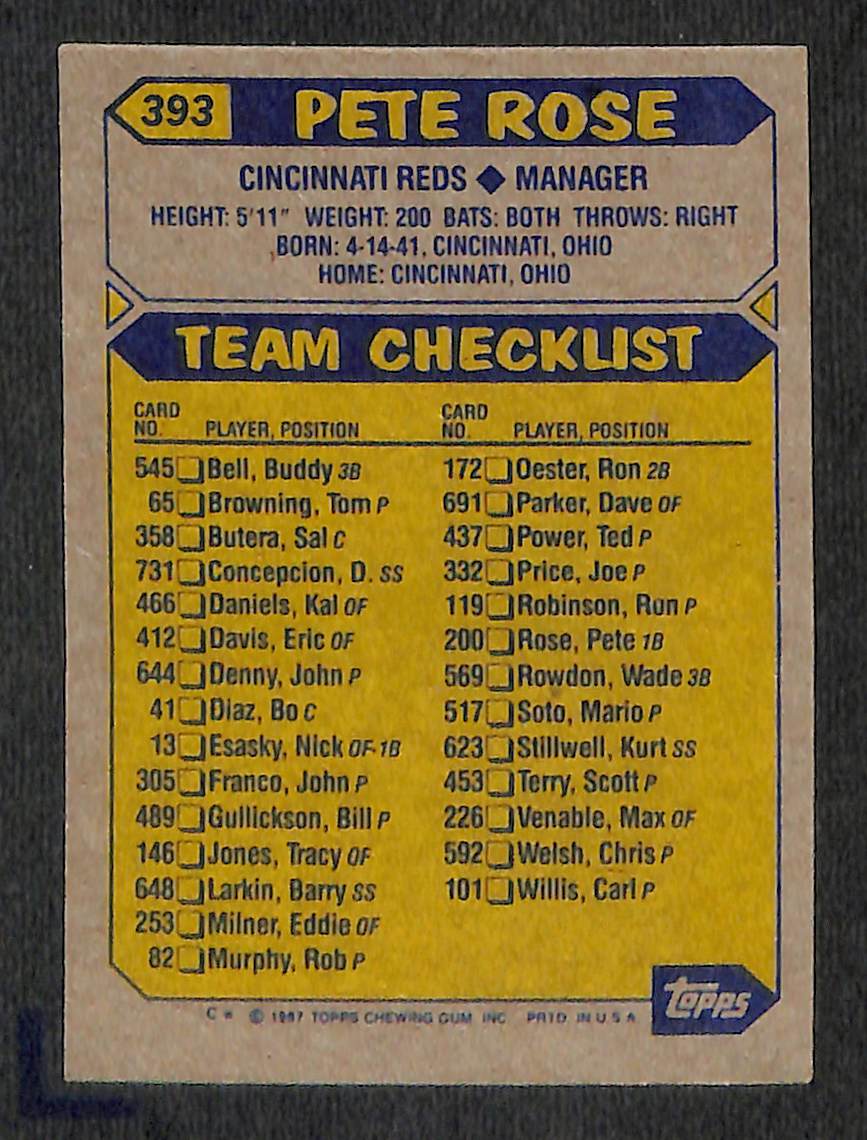 393 PETE ROSE
CINCINNATI REDS ◆ MANAGER
HEIGHT: 5'11" WEIGHT: 200 BATS: BOTH THROWS: RIGHT
BORN: 4-14-41, CINCINNATI, OHIO
HOME: CINCINNATI, OHIO
TEAM CHECKLIST
CARD NO. PLAYER, POSITION
545 Bell, Buddy 3B
65 Browning, Tom P
358 Butera, Sal C
731 Concepcion, D. SS
466 Daniels, Kal OF
412 Davis, Eric OF
644 Denny, John P
41 Diaz, Bo C
13 Esasky, Nick OF-1B
305 Franco, John P
489 Gullickson, Bill P
146 Jones, Tracy OF
648 Larkin, Barry SS
253 Milner, Eddie OF
82 Murphy, Rob P
CARD NO. PLAYER, POSITION
172 Oester, Ron 2B
691 Parker, Dave OF
437 Power, Ted P
332 Price, Joe P
119 Robinson, Ron P
200 Rose, Pete 1B
569 Rowdon, Wade 3B
517 Soto, Mario P
623 Stillwell, Kurt SS
453 Terry, Scott P
226 Venable, Max OF
592 Welsh, Chris P
101 Willis, Carl P
topps
C * © 1987 TOPPS CHEWING GUM, INC. PRTD. IN U.S.A.